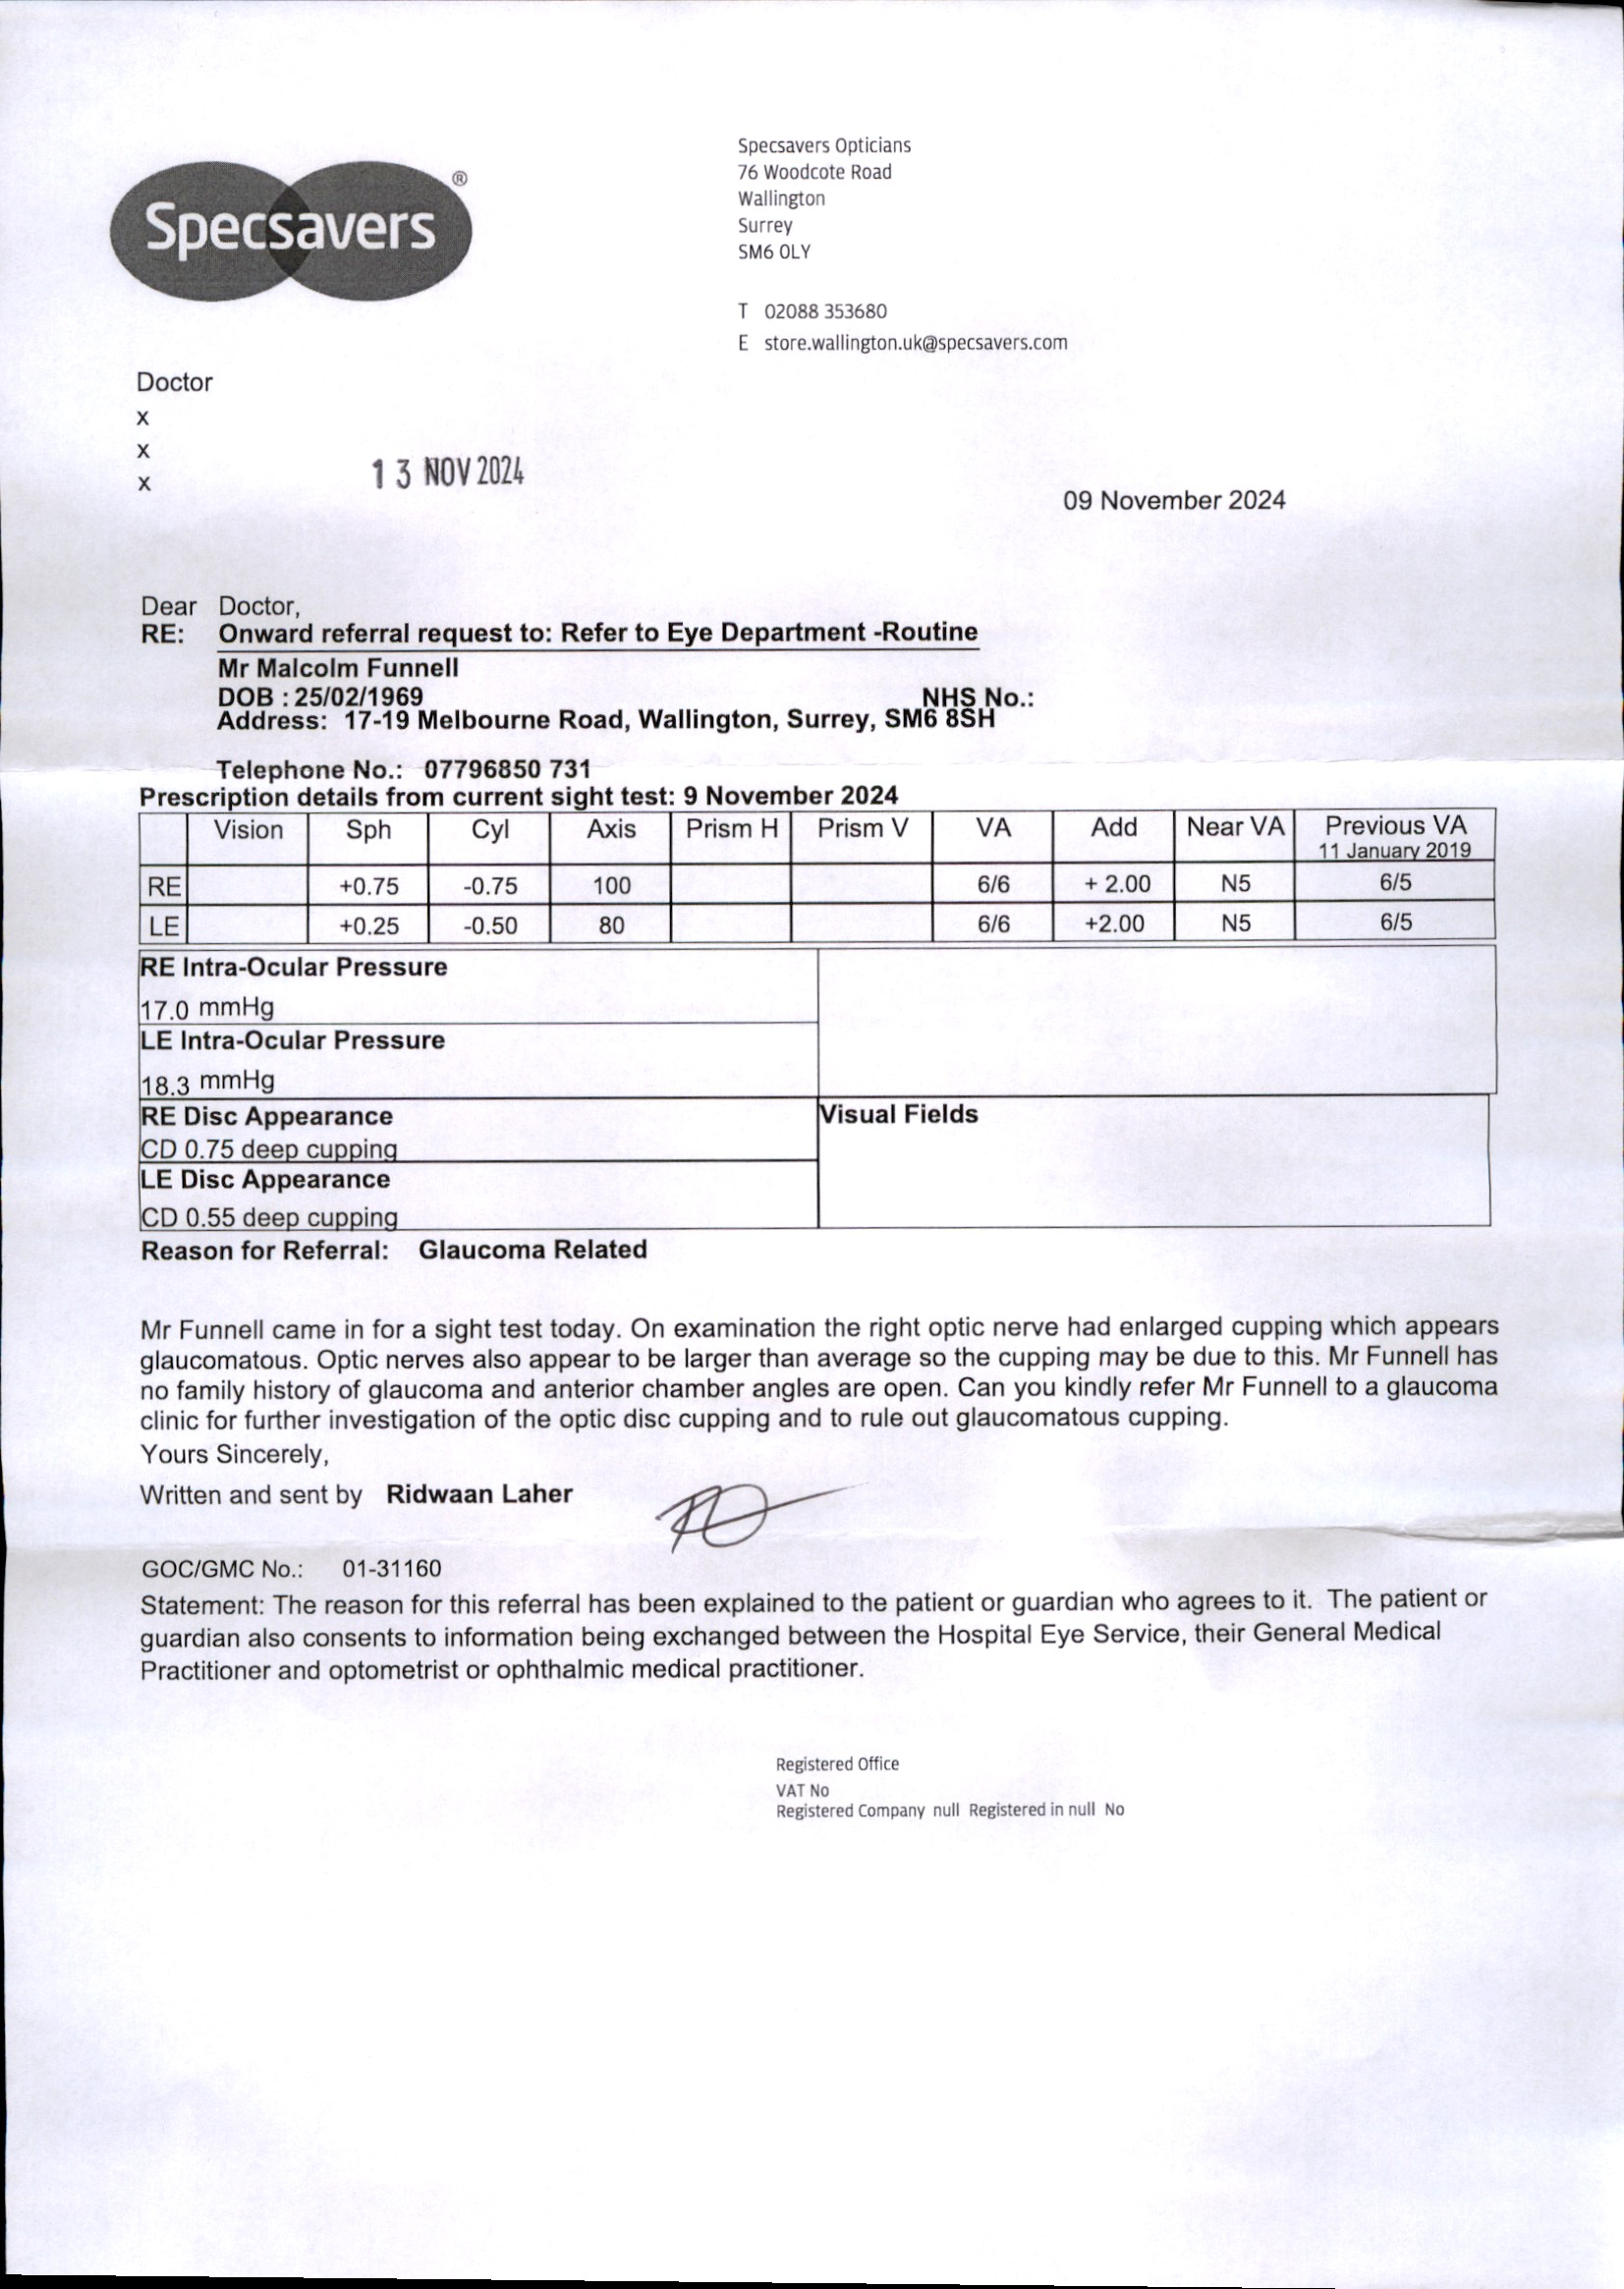 Specsavers®
Specsavers Opticians
76 Woodcote Road
Wallington
Surrey
SM6 0LY
T 02088 353680
E store.wallington.uk@specsavers.com
Doctor
x
x
x
13 NOV 2024
09 November 2024
Dear Doctor,
RE: Onward referral request to: Refer to Eye Department -Routine
Mr Malcolm Funnell
DOB : 25/02/1969 NHS No.:
Address: 17-19 Melbourne Road, Wallington, Surrey, SM6 8SH
Telephone No.: 07796850 731
Prescription details from current sight test: 9 November 2024
Vision Sph Cyl Axis Prism H Prism V VA Add Near VA Previous VA
11 January 2019
RE +0.75 -0.75 100 6/6 + 2.00 N5 6/5
LE +0.25 -0.50 80 6/6 +2.00 N5 6/5
RE Intra-Ocular Pressure
17.0 mmHg
LE Intra-Ocular Pressure
18.3 mmHg
RE Disc Appearance Visual Fields
CD 0.75 deep cupping
LE Disc Appearance
CD 0.55 deep cupping
Reason for Referral: Glaucoma Related
Mr Funnell came in for a sight test today. On examination the right optic nerve had enlarged cupping which appears
glaucomatous. Optic nerves also appear to be larger than average so the cupping may be due to this. Mr Funnell has
no family history of glaucoma and anterior chamber angles are open. Can you kindly refer Mr Funnell to a glaucoma
clinic for further investigation of the optic disc cupping and to rule out glaucomatous cupping.
Yours Sincerely,
Written and sent by Ridwaan Laher
GOC/GMC No.: 01-31160
Statement: The reason for this referral has been explained to the patient or guardian who agrees to it. The patient or
guardian also consents to information being exchanged between the Hospital Eye Service, their General Medical
Practitioner and optometrist or ophthalmic medical practitioner.
Registered Office
VAT No
Registered Company null Registered in null No